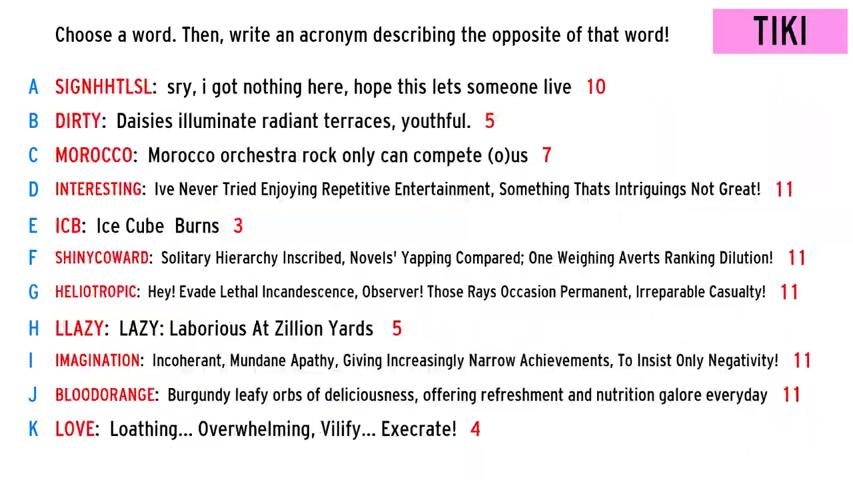 Choose a word. Then, write an acronym describing the opposite of that word!
TIKI
A SIGNHHTLSL: sry, i got nothing here, hope this lets someone live 10
B DIRTY: Daisies illuminate radiant terraces, youthful. 5
C MOROCCO: Morocco orchestra rock only can compete (o)us 7
D INTERESTING: Ive Never Tried Enjoying Repetitive Entertainment, Something Thats Intriguings Not Great! 11
E ICB: Ice Cube Burns 3
F SHINYCOWARD: Solitary Hierarchy Inscribed, Novels' Yapping Compared; One Weighing Averts Ranking Dilution! 11
G HELIOTROPIC: Hey! Evade Lethal Incandescence, Observer! Those Rays Occasion Permanent, Irreparable Casualty! 11
H LLAZY: LAZY: Laborious At Zillion Yards 5
I IMAGINATION: Incoherant, Mundane Apathy, Giving Increasingly Narrow Achievements, To Insist Only Negativity! 11
J BLOODORANGE: Burgundy leafy orbs of deliciousness, offering refreshment and nutrition galore everyday 11
K LOVE: Loathing... Overwhelming, Vilify... Execrate! 4